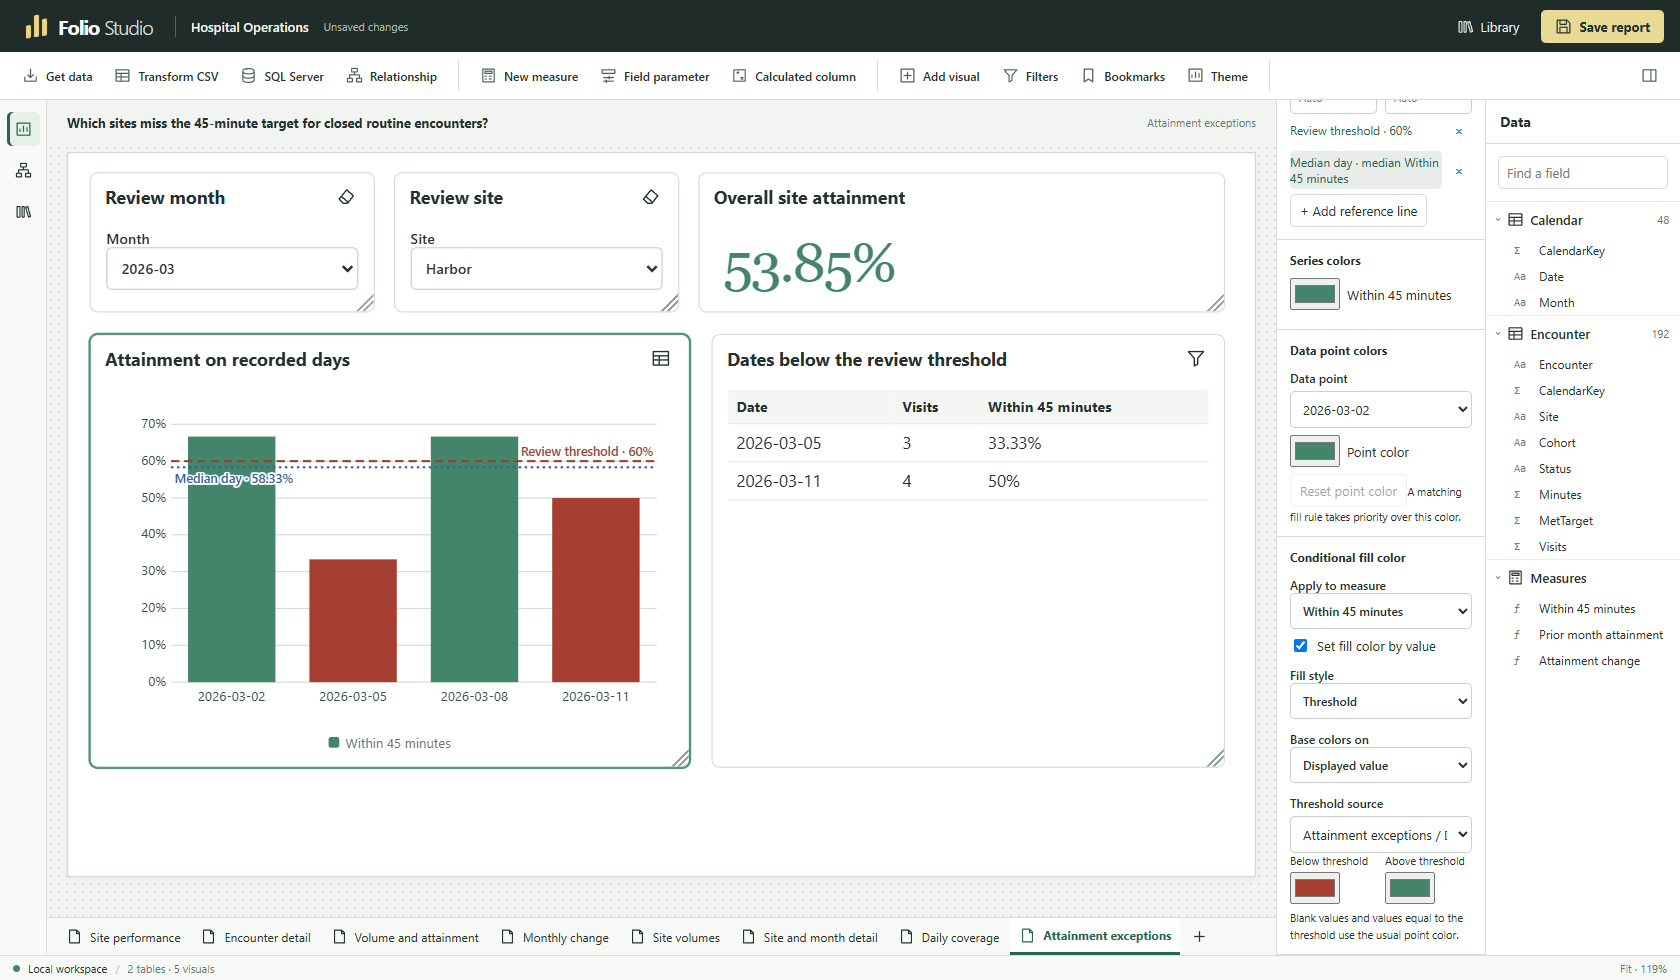 Folio Studio
Hospital Operations
Unsaved changes
Library
Save report
Get data
Transform CSV
SQL Server
Relationship
New measure
Field parameter
Calculated column
Add visual
Filters
Bookmarks
Theme
Which sites miss the 45-minute target for closed routine encounters?
Attainment exceptions
Review month
Month
2026-03
Review site
Site
Harbor
Overall site attainment
53.85%
Attainment on recorded days
70%
60%
50%
40%
30%
20%
10%
0%
Review threshold · 60%
Median day · 58.33%
2026-03-02
2026-03-05
2026-03-08
2026-03-11
Within 45 minutes
Dates below the review threshold
Date Visits Within 45 minutes
2026-03-05 3 33.33%
2026-03-11 4 50%
Review threshold · 60% ×
Median day · median Within
45 minutes ×
+ Add reference line
Series colors
Within 45 minutes
Data point colors
Data point
2026-03-02
Point color
Reset point color A matching
fill rule takes priority over this color.
Conditional fill color
Apply to measure
Within 45 minutes
Set fill color by value
Fill style
Threshold
Base colors on
Displayed value
Threshold source
Attainment exceptions /
Below threshold Above threshold
Blank values and values equal to the
threshold use the usual point color.
Data
Find a field
Calendar 48
Σ CalendarKey
Aa Date
Aa Month
Encounter 192
Aa Encounter
Σ CalendarKey
Aa Site
Aa Cohort
Aa Status
Σ Minutes
Σ MetTarget
Σ Visits
Measures
f Within 45 minutes
f Prior month attainment
f Attainment change
Site performance
Encounter detail
Volume and attainment
Monthly change
Site volumes
Site and month detail
Daily coverage
Attainment exceptions
+
Local workspace / 2 tables · 5 visuals
Fit · 119%